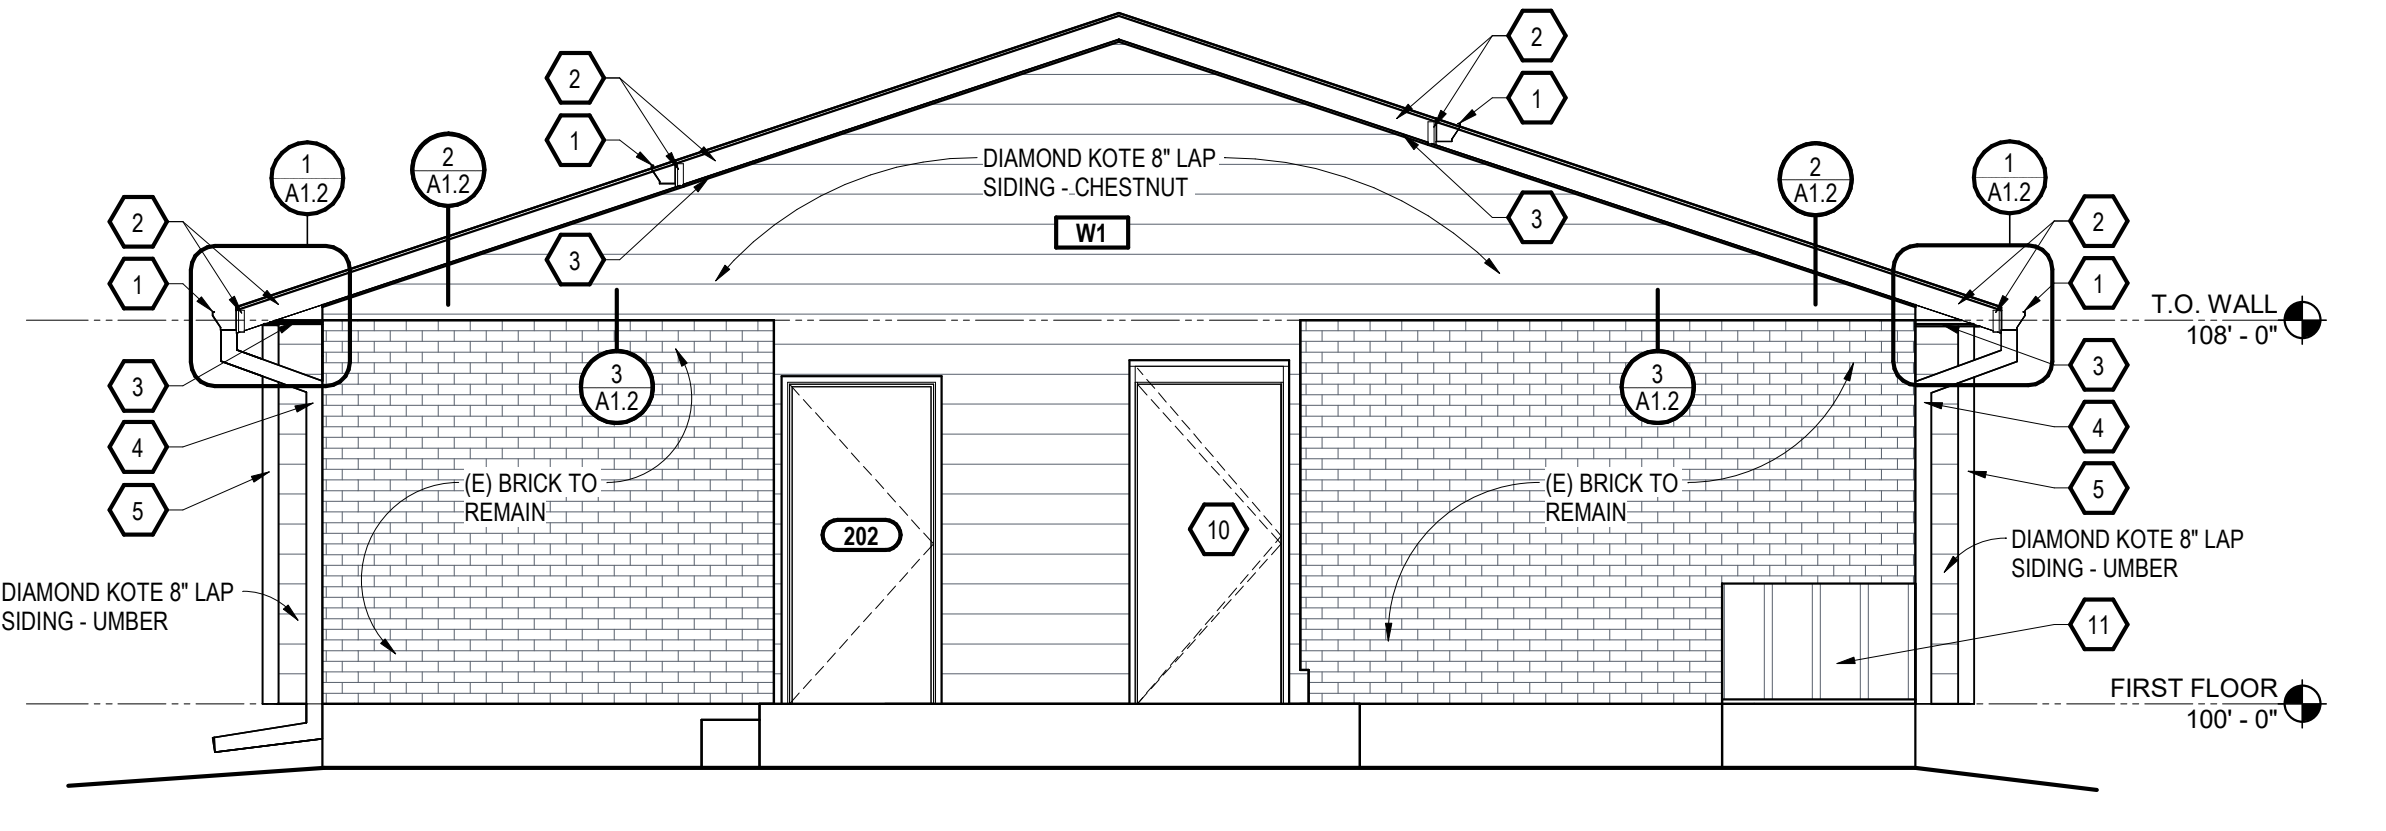 2
2
1
1
DIAMOND KOTE 8" LAP
SIDING - CHESTNUT
1
A1.2
2
A1.2
2
A1.2
1
A1.2
2
3
3
2
W1
1
1
T.O. WALL
108' - 0"
3
3
A1.2
3
A1.2
3
4
4
5
(E) BRICK TO
REMAIN
(E) BRICK TO
REMAIN
5
202
10
DIAMOND KOTE 8" LAP
SIDING - UMBER
DIAMOND KOTE 8" LAP
SIDING - UMBER
11
FIRST FLOOR
100' - 0"